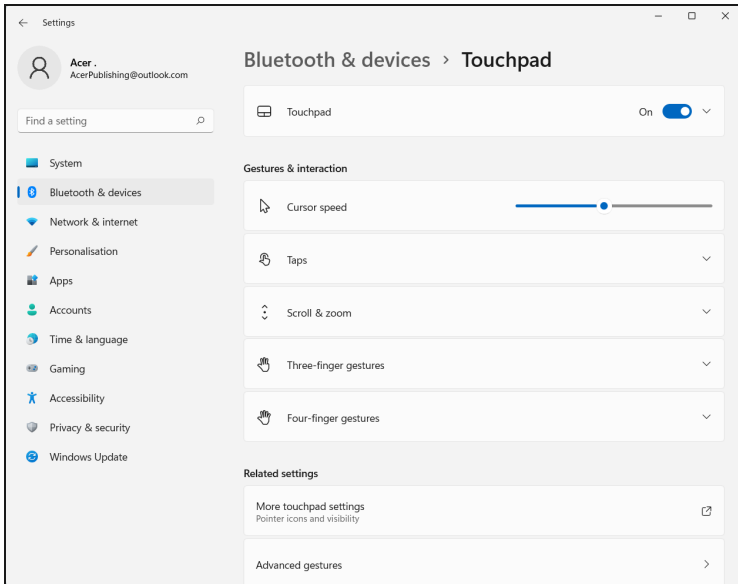 Settings
Acer .
AcerPublishing@outlook.com
Find a setting
System
Bluetooth & devices
Network & internet
Personalisation
Apps
Accounts
Time & language
Gaming
Accessibility
Privacy & security
Windows Update
Bluetooth & devices > Touchpad
Touchpad On
Gestures & interaction
Cursor speed
Taps
Scroll & zoom
Three-finger gestures
Four-finger gestures
Related settings
More touchpad settings
Pointer icons and visibility
Advanced gestures